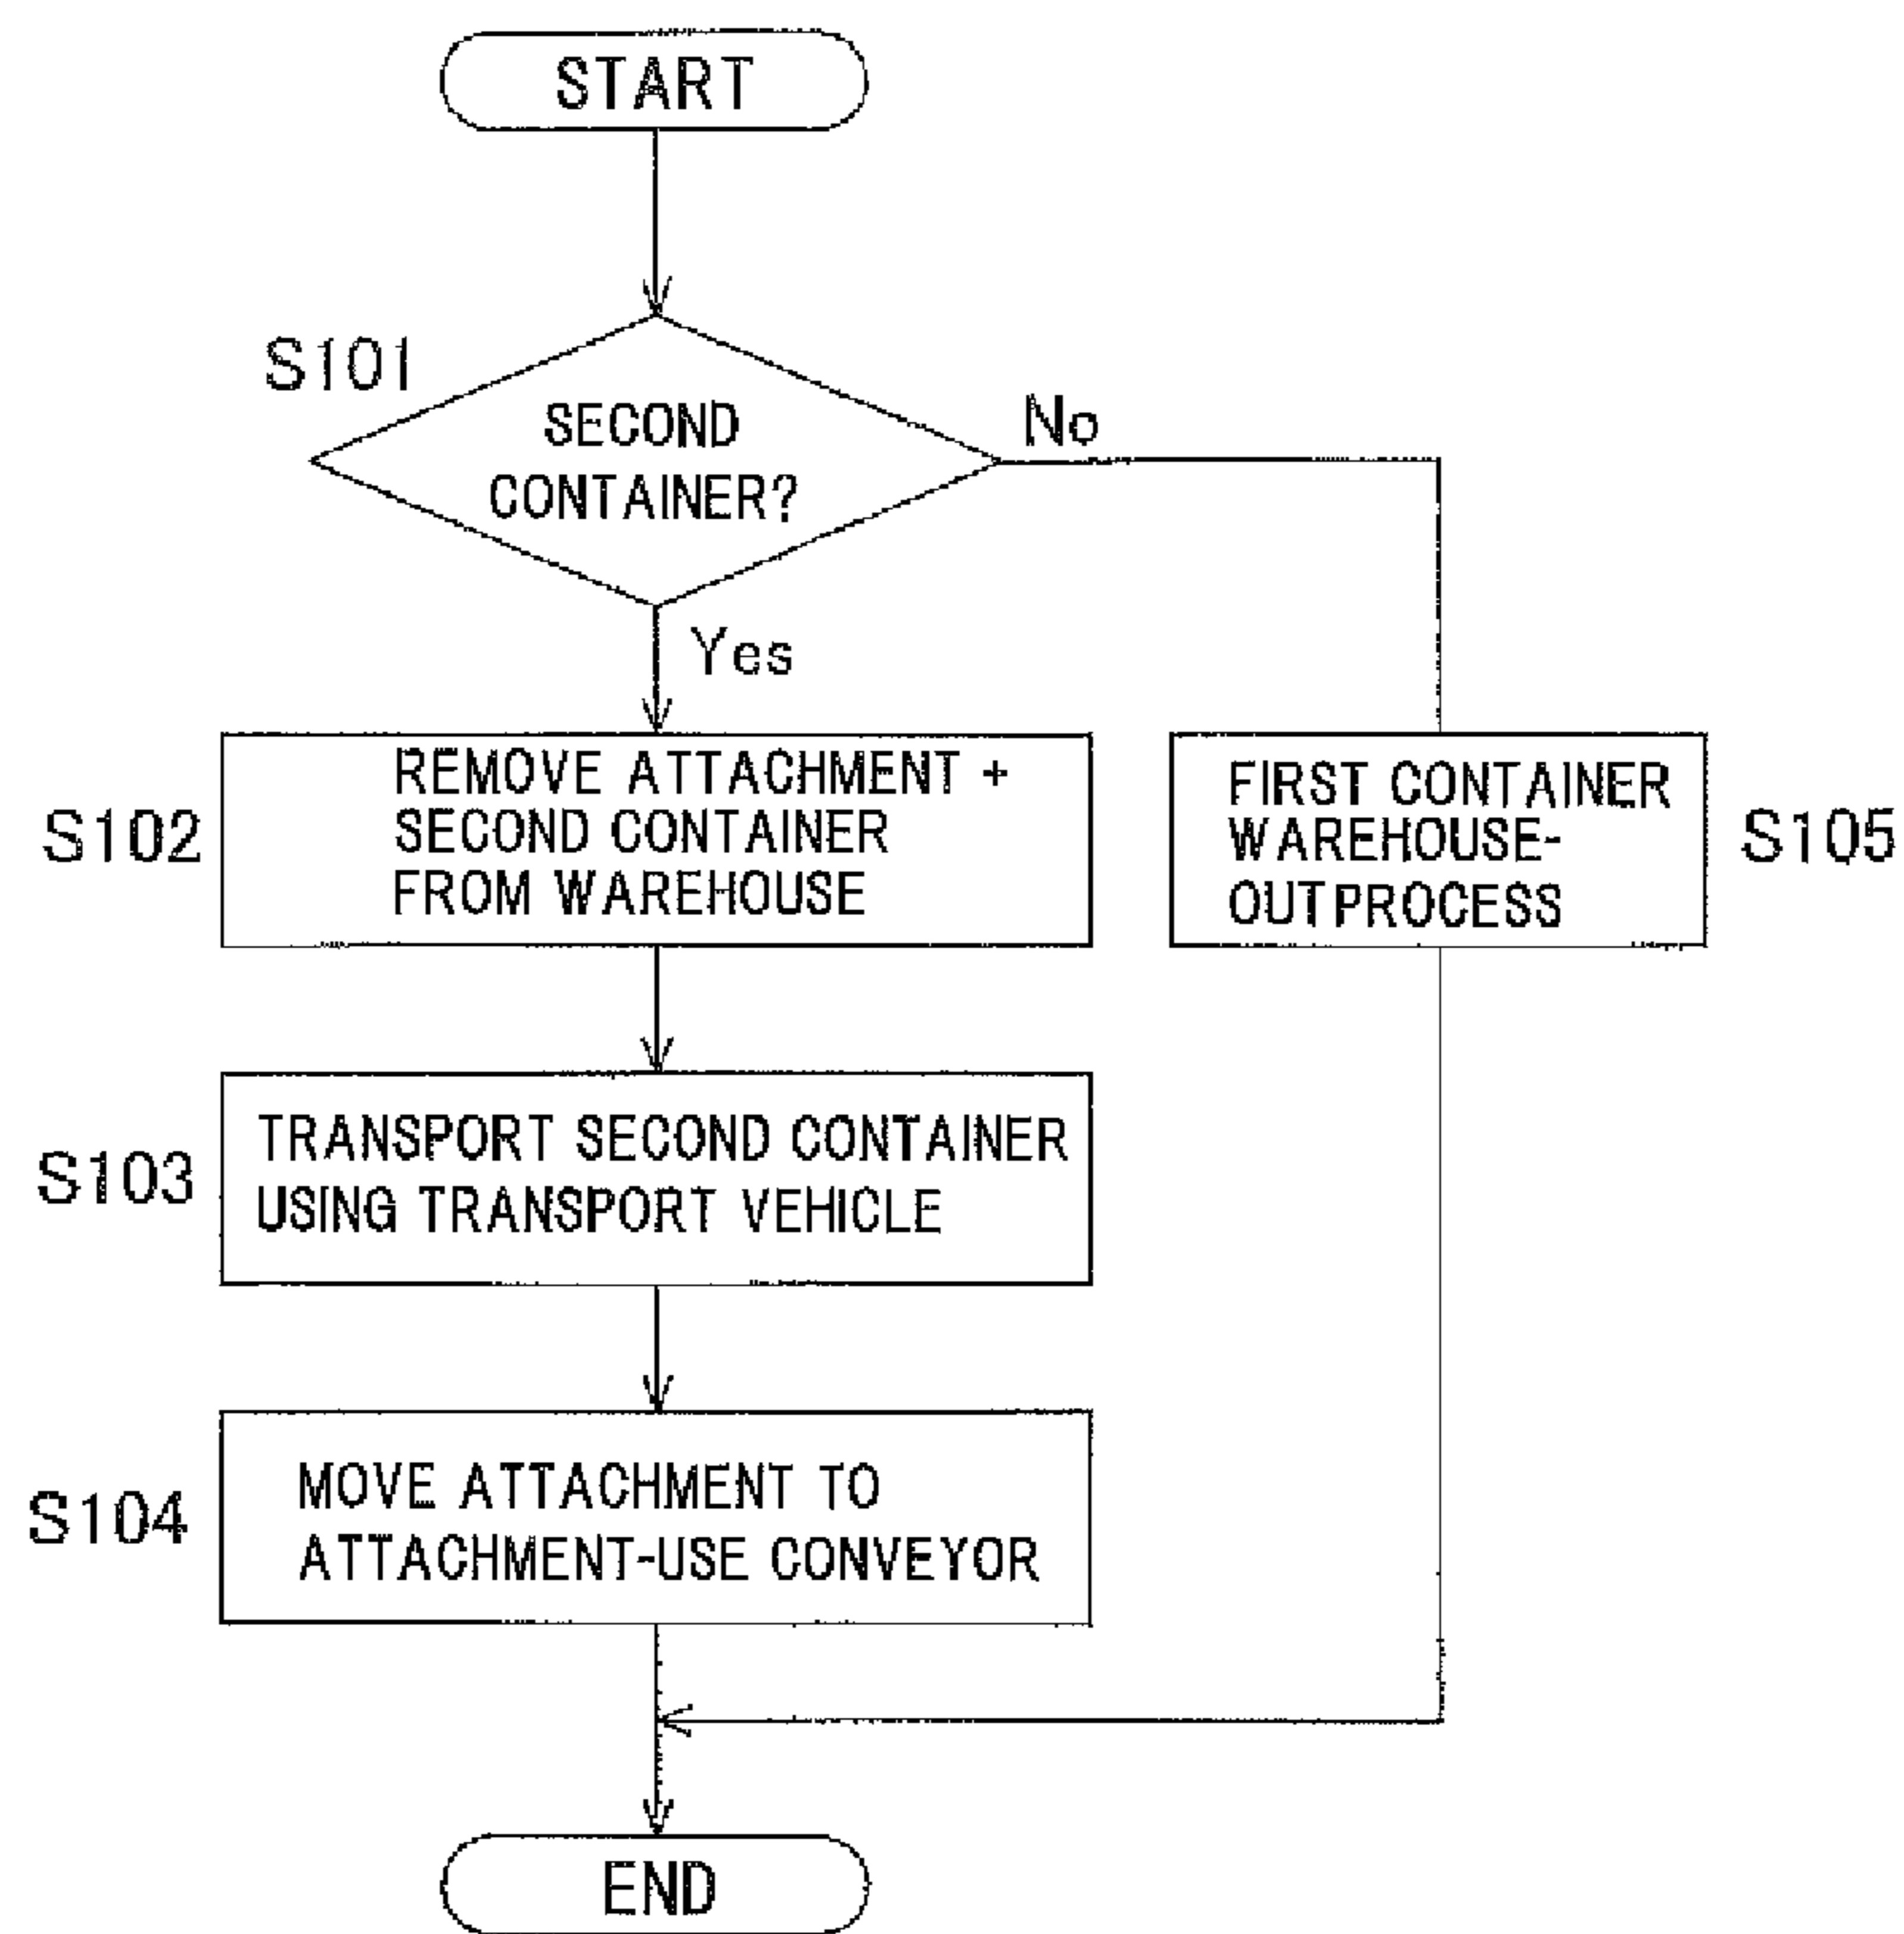 START
S101
SECOND
CONTAINER?
No
Yes
S102
REMOVE ATTACHMENT +
SECOND CONTAINER
FROM WAREHOUSE
FIRST CONTAINER
WAREHOUSE-
OUTPROCESS
S105
S103
TRANSPORT SECOND CONTAINER
USING TRANSPORT VEHICLE
S104
MOVE ATTACHMENT TO
ATTACHMENT-USE CONVEYOR
END